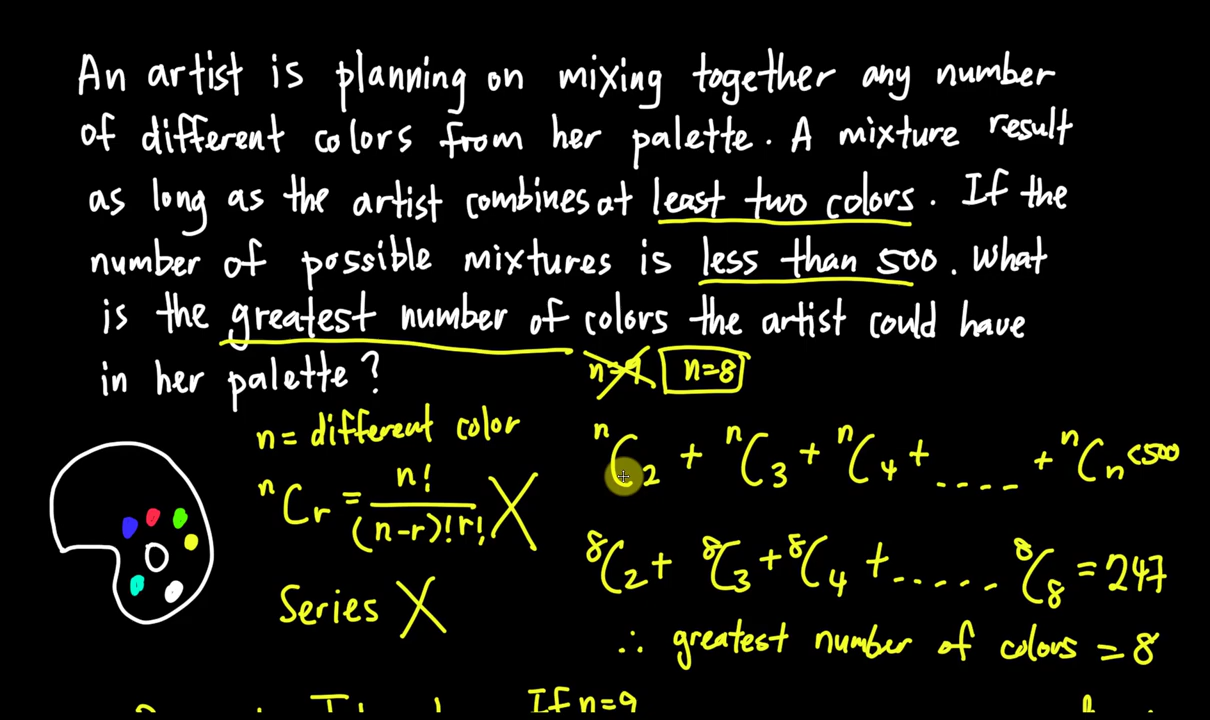 An artist is planning on mixing together any number
of different colors from her palette. A mixture result
as long as the artist combines at least two colors. If the
number of possible mixtures is less than 500. What
is the greatest number of colors the artist could have
in her palette?
n=9 n=8
n= different color
ⁿCᵣ = n! / (n-r)! r! X
Series X
ⁿC₂ + ⁿC₃ + ⁿC₄ + .... + ⁿCₙ <500
⁸C₂ + ⁸C₃ + ⁸C₄ + ...... ⁸C₈ = 247
∴ greatest number of colors = 8
If n=9